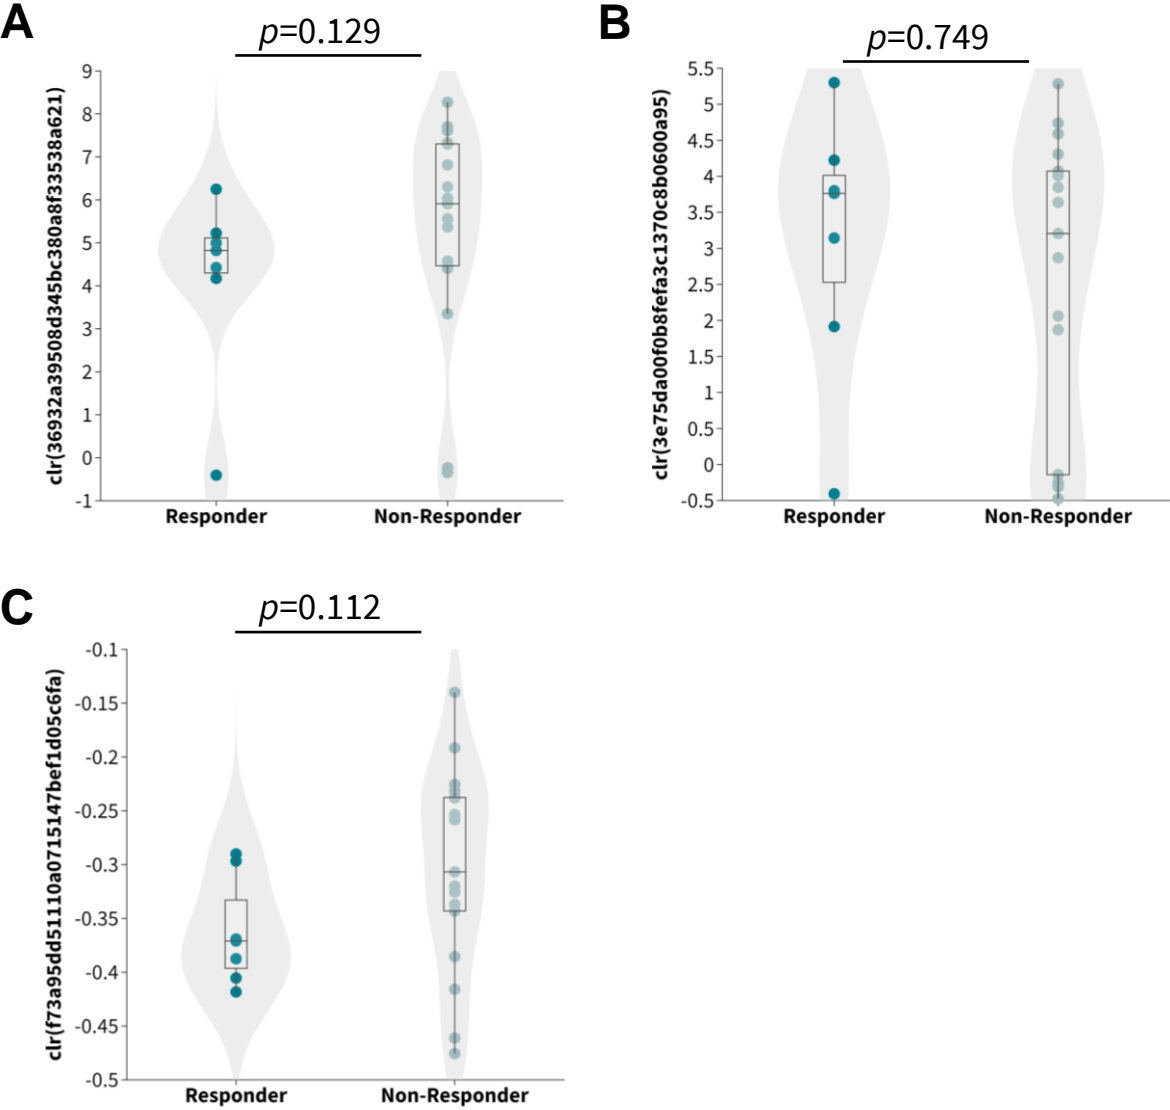 A
p=0.129
clr(36932a39508d345bc380a8f33538a621)
9
8
7
6
5
4
3
2
1
0
-1
Responder Non-Responder
B
p=0.749
clr(3e75da00f0b8fefa3c1370c8b0600a95)
5.5
5
4.5
4
3.5
3
2.5
2
1.5
1
0.5
0
-0.5
Responder Non-Responder
C
p=0.112
clr(f73a95dd51110a0715147bef1d05c6fa)
-0.1
-0.15
-0.2
-0.25
-0.3
-0.35
-0.4
-0.45
-0.5
Responder Non-Responder